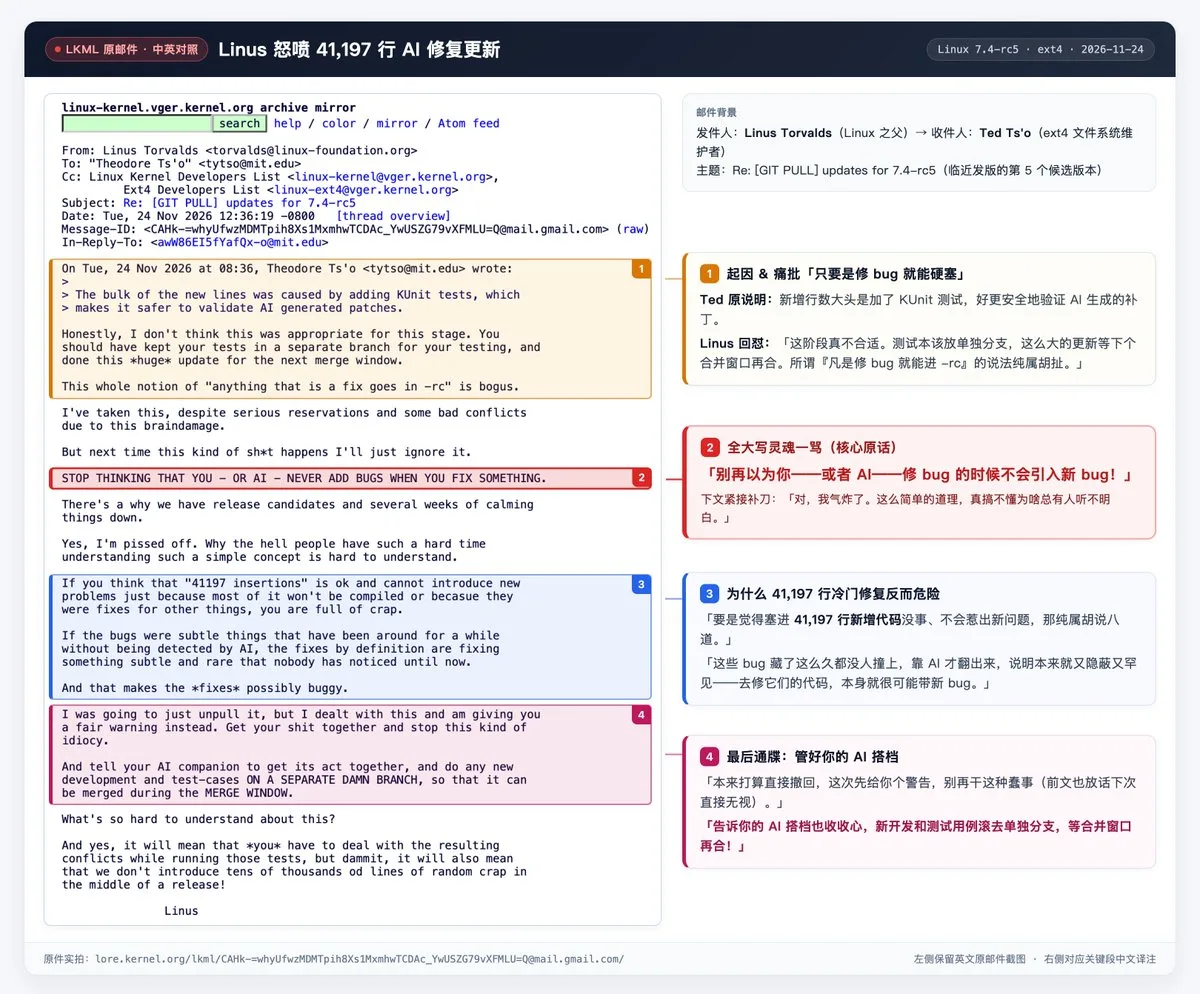 LKML 原邮件 · 中英对照
Linus 怒喷 41,197 行 AI 修复更新
Linux 7.4-rc5 · ext4 · 2026-11-24
linux-kernel.vger.kernel.org archive mirror
search help / color / mirror / Atom feed
From: Linus Torvalds <torvalds@linux-foundation.org>
To: "Theodore Ts'o" <tytso@mit.edu>
Cc: Linux Kernel Developers List <linux-kernel@vger.kernel.org>,
Ext4 Developers List <linux-ext4@vger.kernel.org>
Subject: Re: [GIT PULL] updates for 7.4-rc5
Date: Tue, 24 Nov 2026 12:36:19 -0800 [thread overview]
Message-ID: <CAHk-=whyUfwzMDMTpih8Xs1MxmhwTCDAc_YwUSZG79vXFMLU=Q@mail.gmail.com> (raw)
In-Reply-To: <awW86EI5fYafQx-o@mit.edu>
On Tue, 24 Nov 2026 at 08:36, Theodore Ts'o <tytso@mit.edu> wrote:
1
>
> The bulk of the new lines was caused by adding KUnit tests, which
> makes it safer to validate AI generated patches.
Honestly, I don't think this was appropriate for this stage. You
should have kept your tests in a separate branch for your testing, and
done this *huge* update for the next merge window.
This whole notion of "anything that is a fix goes in -rc" is bogus.
I've taken this, despite serious reservations and some bad conflicts
due to this braindamage.
But next time this kind of sh*t happens I'll just ignore it.
STOP THINKING THAT YOU - OR AI - NEVER ADD BUGS WHEN YOU FIX SOMETHING.
2
There's a why we have release candidates and several weeks of calming
things down.
Yes, I'm pissed off. Why the hell people have such a hard time
understanding such a simple concept is hard to understand.
If you think that "41197 insertions" is ok and cannot introduce new
3
problems just because most of it won't be compiled or becasue they
were fixes for other things, you are full of crap.
If the bugs were subtle things that have been around for a while
without being detected by AI, the fixes by definition are fixing
something subtle and rare that nobody has noticed until now.
And that makes the *fixes* possibly buggy.
I was going to just unpull it, but I dealt with this and am giving you
4
a fair warning instead. Get your shit together and stop this kind of
idiocy.
And tell your AI companion to get its act together, and do any new
development and test-cases ON A SEPARATE DAMN BRANCH, so that it can
be merged during the MERGE WINDOW.
What's so hard to understand about this?
And yes, it will mean that *you* have to deal with the resulting
conflicts while running those tests, but dammit, it will also mean
that we don't introduce tens of thousands od lines of random crap in
the middle of a release!
Linus
邮件背景
发件人：Linus Torvalds（Linux 之父）→ 收件人：Ted Ts'o（ext4 文件系统维
护者）
主题：Re: [GIT PULL] updates for 7.4-rc5（临近发版的第 5 个候选版本）
1 起因 & 痛批「只要是修 bug 就能硬塞」
Ted 原说明：新增行数大头是加了 KUnit 测试，好更安全地验证 AI 生成的补
丁。
Linus 回怼：「这阶段真不合适。测试本该放单独分支，这么大的更新等下个
合并窗口再合。所谓『凡是修 bug 就能进 -rc』的说法纯属胡扯。」
2 全大写灵魂一骂（核心原话）
「别再以为你——或者 AI——修 bug 的时候不会引入新 bug！」
下文紧接补刀：「对，我气炸了。这么简单的道理，真搞不懂为啥总有人听不明
白。」
3 为什么 41,197 行冷门修复反而危险
「要是觉得塞进 41,197 行新增代码没事、不会惹出新问题，那纯属胡说八
道。」
「这些 bug 藏了这么久都没人撞上，靠 AI 才翻出来，说明本来就又隐蔽又罕
见——去修它们的代码，本身就很可能带新 bug。」
4 最后通牒：管好你的 AI 搭档
「本来打算直接撤回，这次先给你个警告，别再干这种蠢事（前文也放话下次
直接无视）。」
「告诉你的 AI 搭档也收收心，新开发和测试用例滚去单独分支，等合并窗口
再合！」
原件实拍：lore.kernel.org/lkml/CAHk-=whyUfwzMDMTpih8Xs1MxmhwTCDAc_YwUSZG79vXFMLU=Q@mail.gmail.com/
左侧保留英文原邮件截图 · 右侧对应关键段中文译注